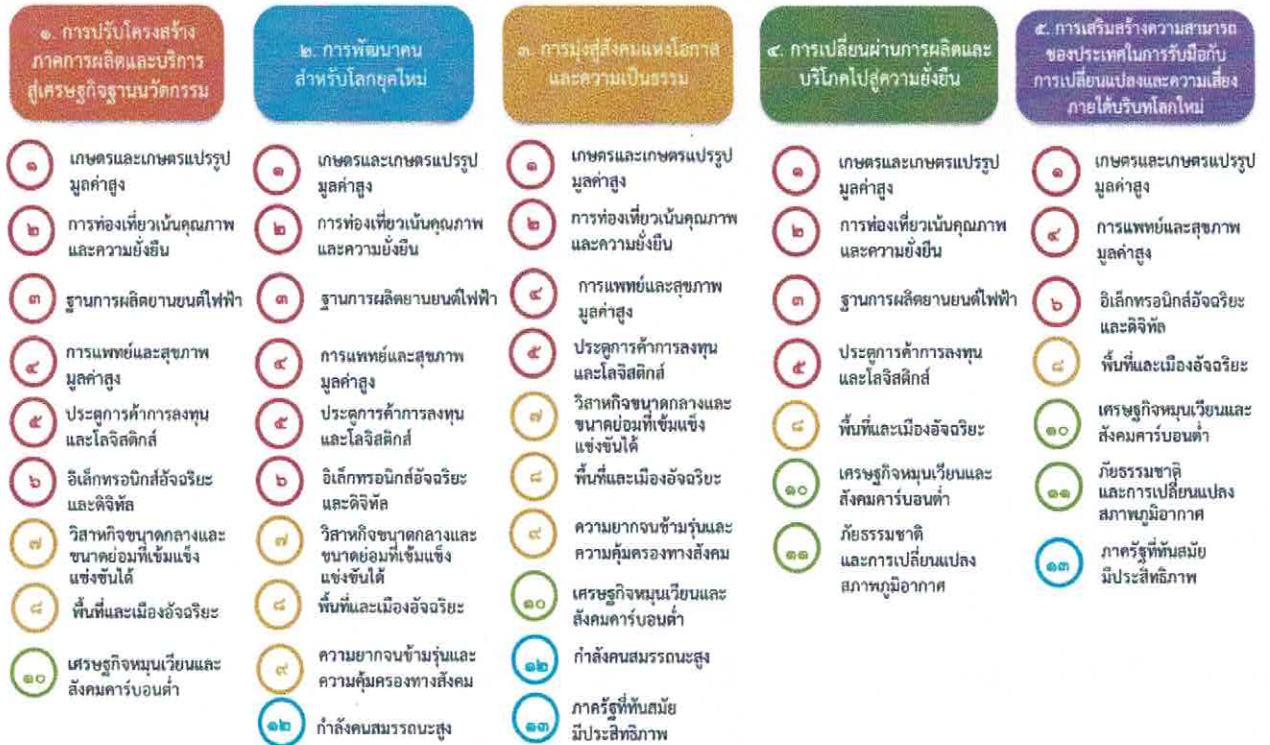 ๑. การปรับโครงสร้าง
ภาคการผลิตและบริการ
สู่เศรษฐกิจฐานนวัตกรรม
๑ เกษตรและเกษตรแปรรูป
มูลค่าสูง
๒ การท่องเที่ยวเน้นคุณภาพ
และความยั่งยืน
๓ ฐานการผลิตยานยนต์ไฟฟ้า
๔ การแพทย์และสุขภาพ
มูลค่าสูง
๕ ประตูการค้าการลงทุน
และโลจิสติกส์
๖ อิเล็กทรอนิกส์อัจฉริยะ
และดิจิทัล
๗ วิสาหกิจขนาดกลางและ
ขนาดย่อมที่เข้มแข็ง
แข่งขันได้
๘ พื้นที่และเมืองอัจฉริยะ
๑๐ เศรษฐกิจหมุนเวียนและ
สังคมคาร์บอนต่ำ
๒. การพัฒนาคน
สำหรับโลกยุคใหม่
๑ เกษตรและเกษตรแปรรูป
มูลค่าสูง
๒ การท่องเที่ยวเน้นคุณภาพ
และความยั่งยืน
๓ ฐานการผลิตยานยนต์ไฟฟ้า
๔ การแพทย์และสุขภาพ
มูลค่าสูง
๕ ประตูการค้าการลงทุน
และโลจิสติกส์
๖ อิเล็กทรอนิกส์อัจฉริยะ
และดิจิทัล
๗ วิสาหกิจขนาดกลางและ
ขนาดย่อมที่เข้มแข็ง
แข่งขันได้
๘ พื้นที่และเมืองอัจฉริยะ
๙ ความยากจนข้ามรุ่นและ
ความคุ้มครองทางสังคม
๑๒ กำลังคนสมรรถนะสูง
๓. การมุ่งสู่สังคมแห่งโอกาส
และความเป็นธรรม
๑ เกษตรและเกษตรแปรรูป
มูลค่าสูง
๒ การท่องเที่ยวเน้นคุณภาพ
และความยั่งยืน
๔ การแพทย์และสุขภาพ
มูลค่าสูง
๕ ประตูการค้าการลงทุน
และโลจิสติกส์
๗ วิสาหกิจขนาดกลางและ
ขนาดย่อมที่เข้มแข็ง
แข่งขันได้
๘ พื้นที่และเมืองอัจฉริยะ
๙ ความยากจนข้ามรุ่นและ
ความคุ้มครองทางสังคม
๑๐ เศรษฐกิจหมุนเวียนและ
สังคมคาร์บอนต่ำ
๑๒ กำลังคนสมรรถนะสูง
๑๓ ภาครัฐที่ทันสมัย
มีประสิทธิภาพ
๔. การเปลี่ยนผ่านการผลิตและ
บริโภคไปสู่ความยั่งยืน
๑ เกษตรและเกษตรแปรรูป
มูลค่าสูง
๒ การท่องเที่ยวเน้นคุณภาพ
และความยั่งยืน
๓ ฐานการผลิตยานยนต์ไฟฟ้า
๕ ประตูการค้าการลงทุน
และโลจิสติกส์
๘ พื้นที่และเมืองอัจฉริยะ
๑๐ เศรษฐกิจหมุนเวียนและ
สังคมคาร์บอนต่ำ
๑๑ ภัยธรรมชาติ
และการเปลี่ยนแปลง
สภาพภูมิอากาศ
๕. การเสริมสร้างความสามารถ
ของประเทศในการรับมือกับ
การเปลี่ยนแปลงและความเสี่ยง
ภายใต้บริบทโลกใหม่
๑ เกษตรและเกษตรแปรรูป
มูลค่าสูง
๔ การแพทย์และสุขภาพ
มูลค่าสูง
๖ อิเล็กทรอนิกส์อัจฉริยะ
และดิจิทัล
๘ พื้นที่และเมืองอัจฉริยะ
๑๐ เศรษฐกิจหมุนเวียนและ
สังคมคาร์บอนต่ำ
๑๑ ภัยธรรมชาติ
และการเปลี่ยนแปลง
สภาพภูมิอากาศ
๑๓ ภาครัฐที่ทันสมัย
มีประสิทธิภาพ